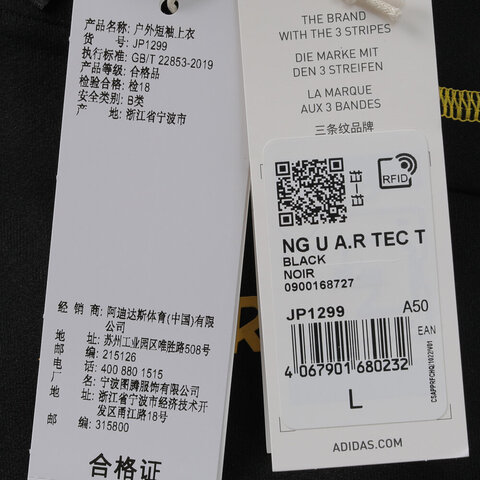 产品名称: 户外短袖上衣
货 号: JP1299
执行标准: GB/T 22853-2019
产品等级: 合格品
检验合格: 检18
安全类别: B类
产 地: 浙江省宁波市
经 销 商: 阿迪达斯体育(中国)有限公司
地 址: 苏州工业园区唯胜路508号
邮 编: 215126
电 话: 400 880 1515
厂 名: 宁波图腾服饰有限公司
地 址: 浙江省宁波市经济技术开发区甬江路18号
邮 编: 315800
合格证
THE BRAND
WITH THE 3 STRIPES
DIE MARKE MIT
DEN 3 STREIFEN
LA MARQUE
AUX 3 BANDES
三条纹品牌
RFID
NG U A.R TEC T
BLACK
NOIR
0900168727
JP1299 A50
EAN
4 067901 680232
L
ADIDAS.COM